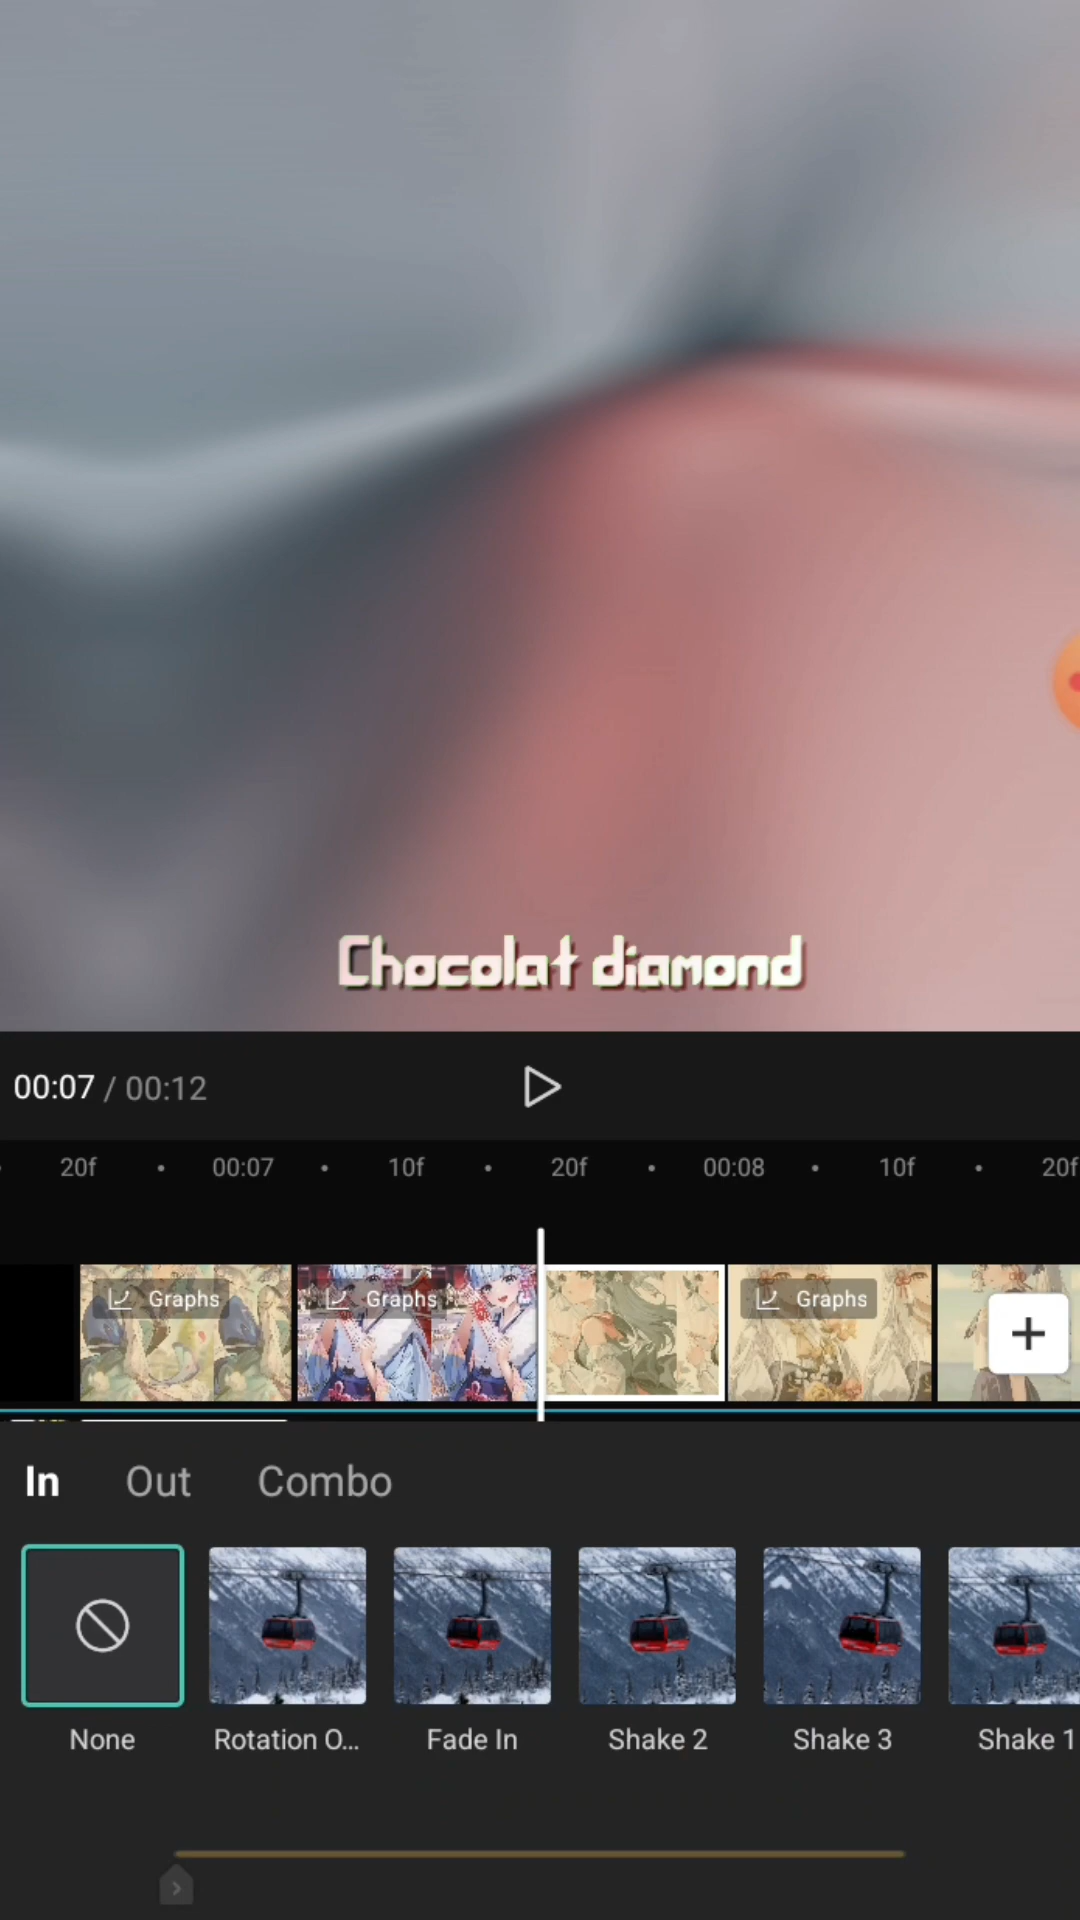 Chocolat diamond
00:07 / 00:12
20f 00:07 10f 20f 00:08 10f 20f
Graphs Graphs Graphs
In Out Combo
None Rotation O... Fade In Shake 2 Shake 3 Shake 1